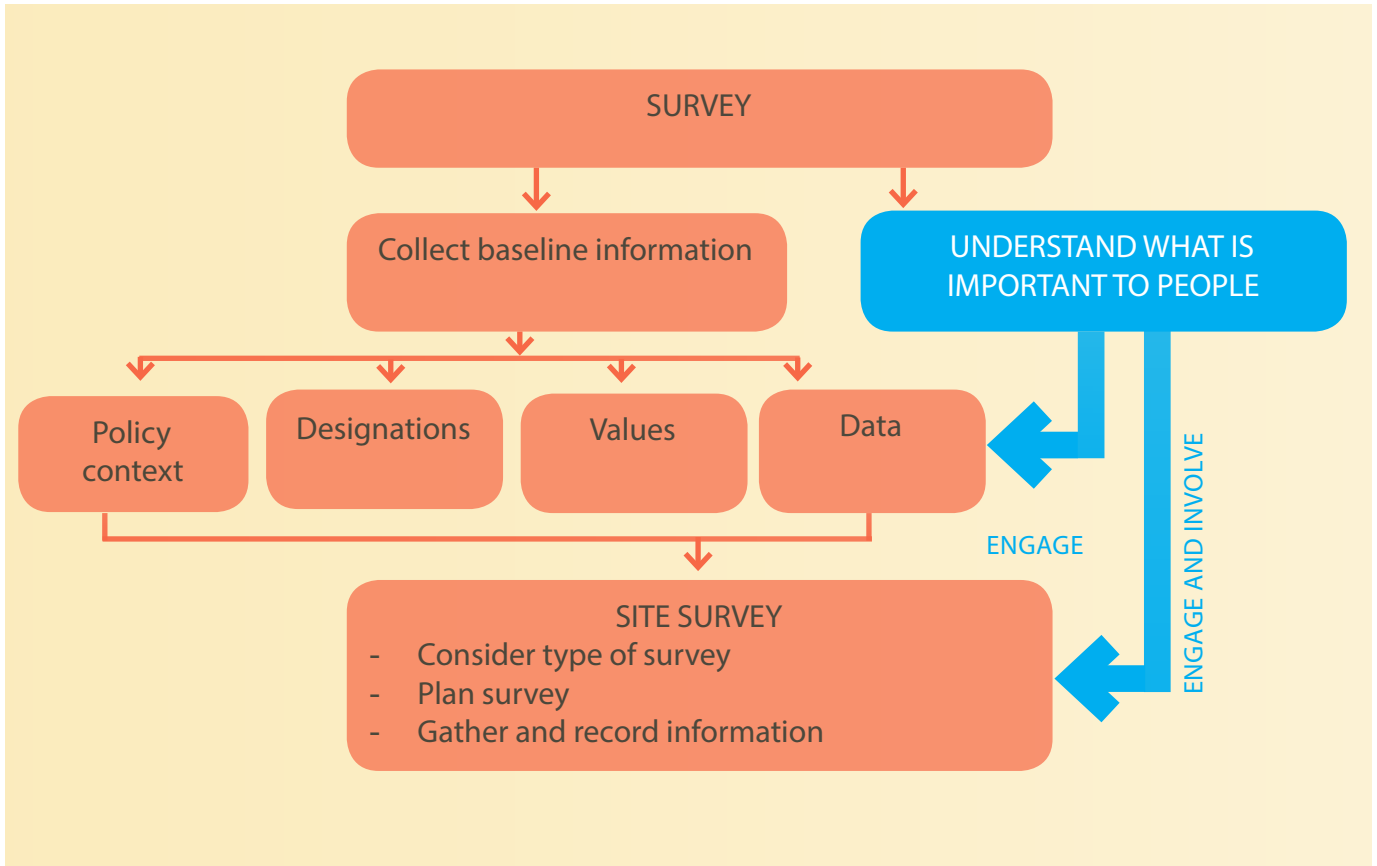 SURVEY
Collect baseline information
UNDERSTAND WHAT IS
IMPORTANT TO PEOPLE
Policy
context
Designations
Values
Data
ENGAGE
ENGAGE AND INVOLVE
SITE SURVEY
- Consider type of survey
- Plan survey
- Gather and record information